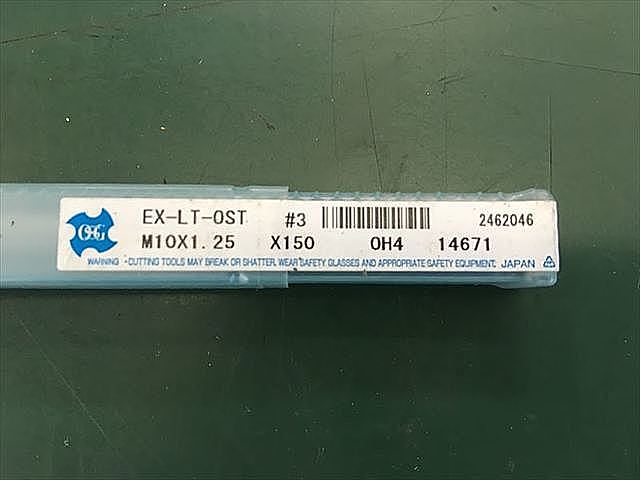 OSG
EX-LT-OST #3 2462046
M10X1.25 X150 OH4 14671
WARNING・CUTTING TOOLS MAY BREAK OR SHATTER. WEAR SAFETY GLASSES AND APPROPRIATE SAFETY EQUIPMENT. JAPAN